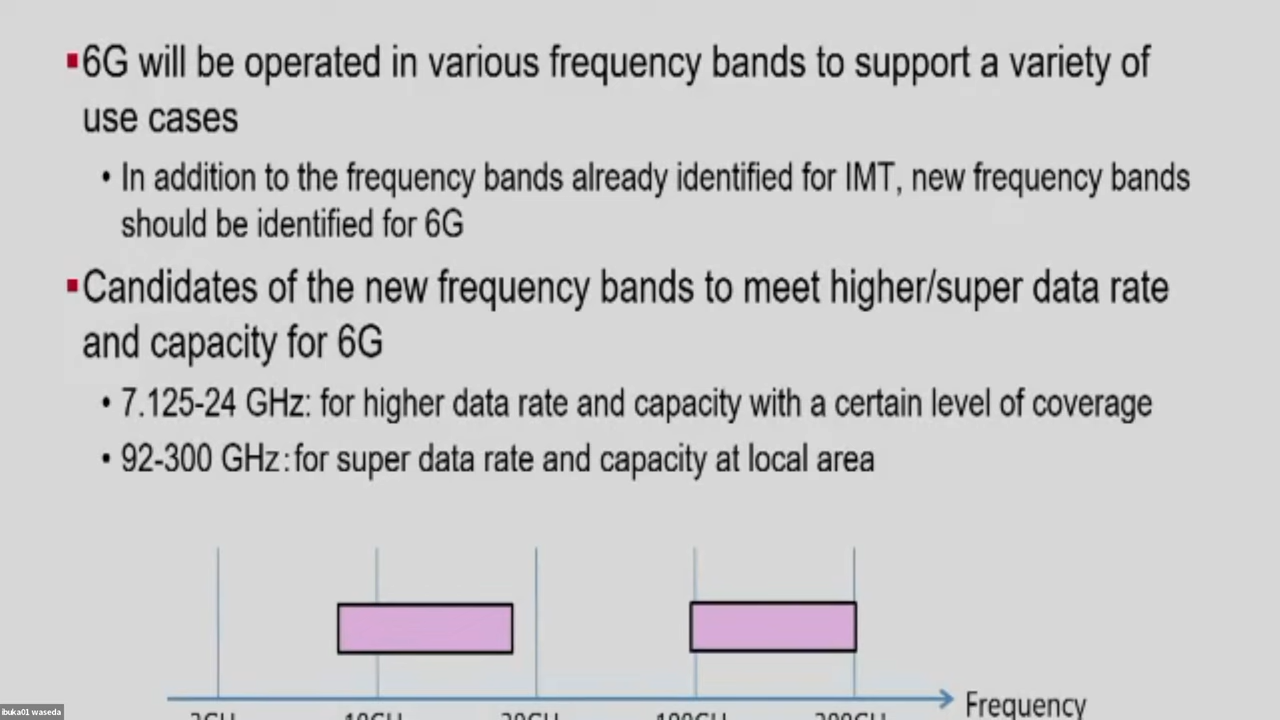 6G will be operated in various frequency bands to support a variety of
use cases
• In addition to the frequency bands already identified for IMT, new frequency bands
should be identified for 6G
Candidates of the new frequency bands to meet higher/super data rate
and capacity for 6G
• 7.125-24 GHz: for higher data rate and capacity with a certain level of coverage
• 92-300 GHz:for super data rate and capacity at local area
Frequency
ibuka01 waseda